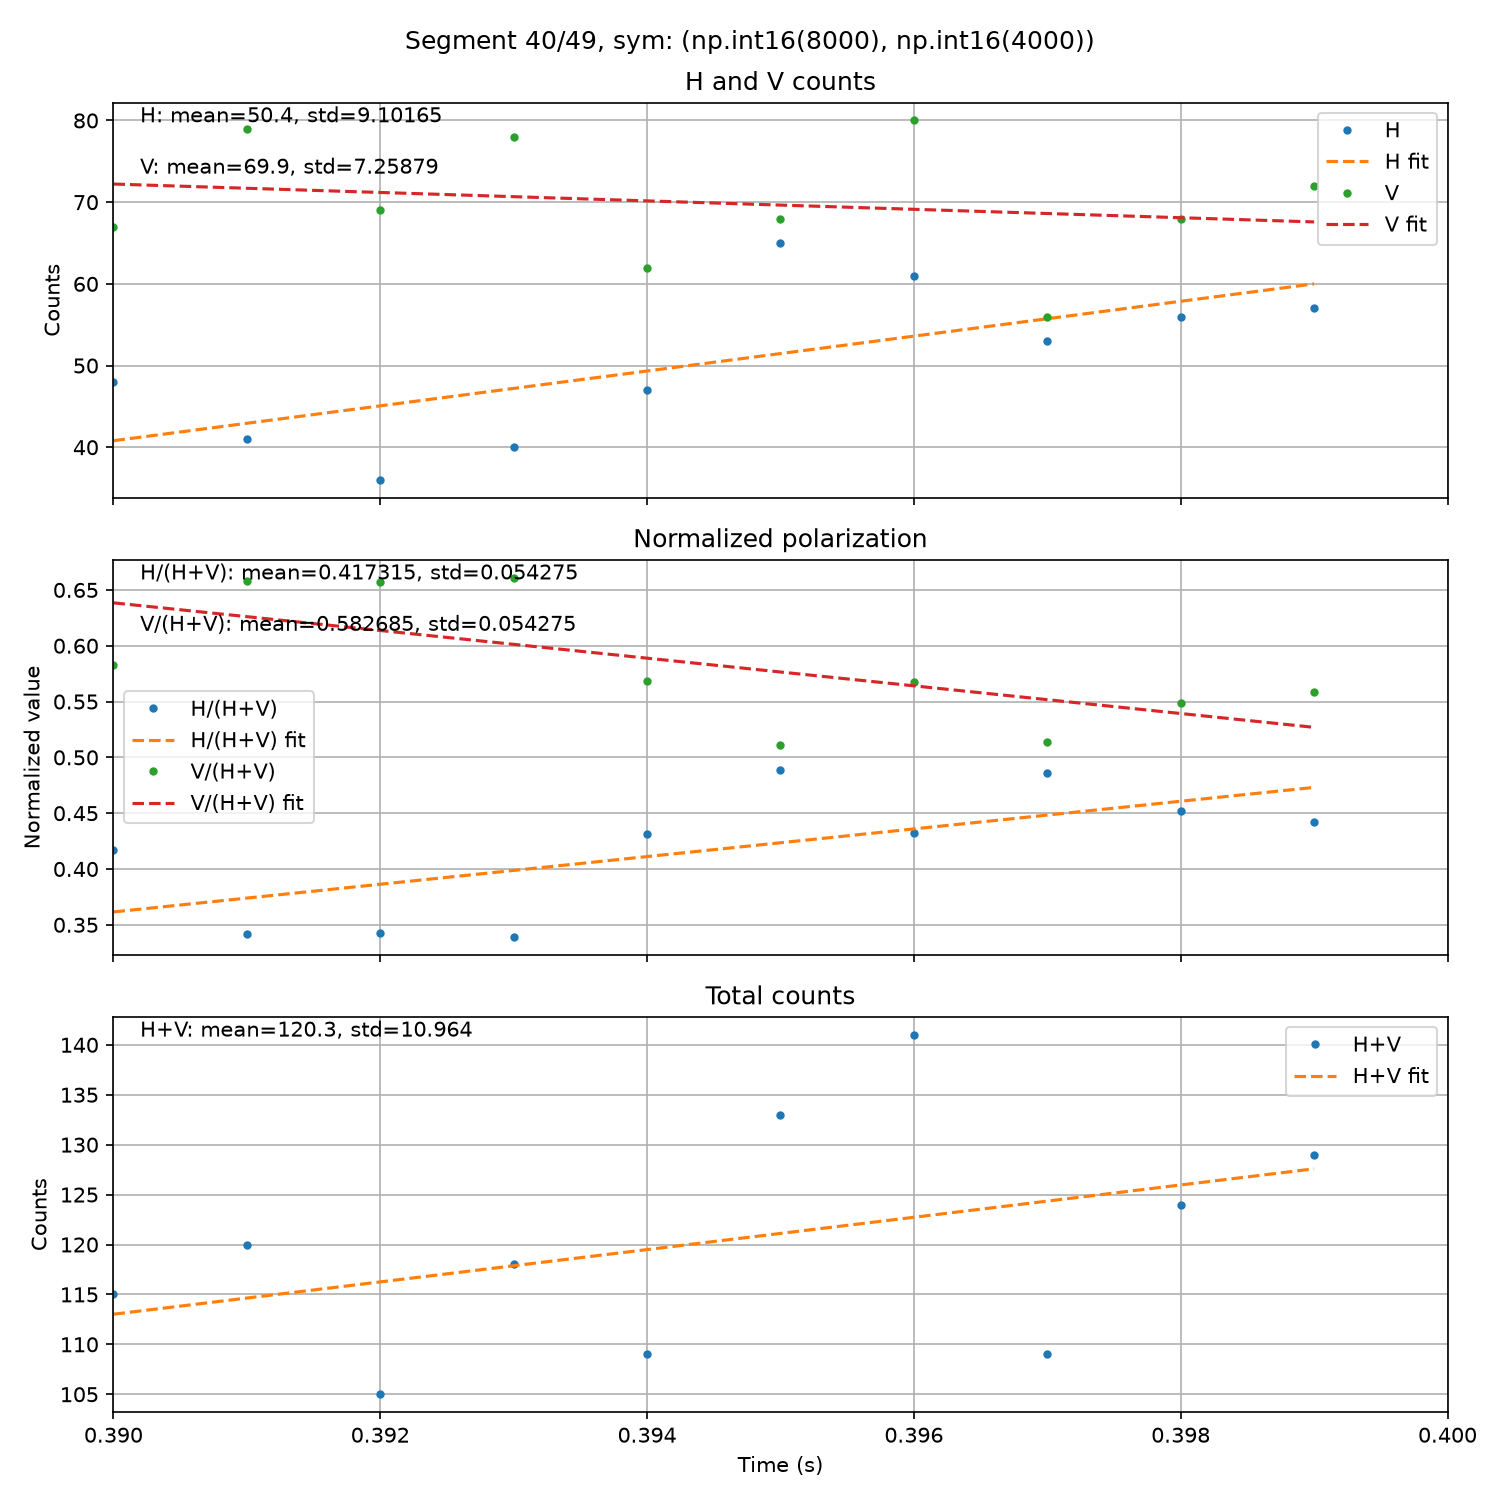 Segment 40/49, sym: (np.int16(8000), np.int16(4000))
H and V counts
H: mean=50.4, std=9.10165
V: mean=69.9, std=7.25879
80
70
60
50
40
Counts
H
H fit
V
V fit
Normalized polarization
H/(H+V): mean=0.417315, std=0.054275
V/(H+V): mean=0.582685, std=0.054275
0.65
0.60
0.55
0.50
0.45
0.40
0.35
Normalized value
H/(H+V)
H/(H+V) fit
V/(H+V)
V/(H+V) fit
Total counts
H+V: mean=120.3, std=10.964
140
135
130
125
120
115
110
105
Counts
H+V
H+V fit
0.390
0.392
0.394
0.396
0.398
0.400
Time (s)